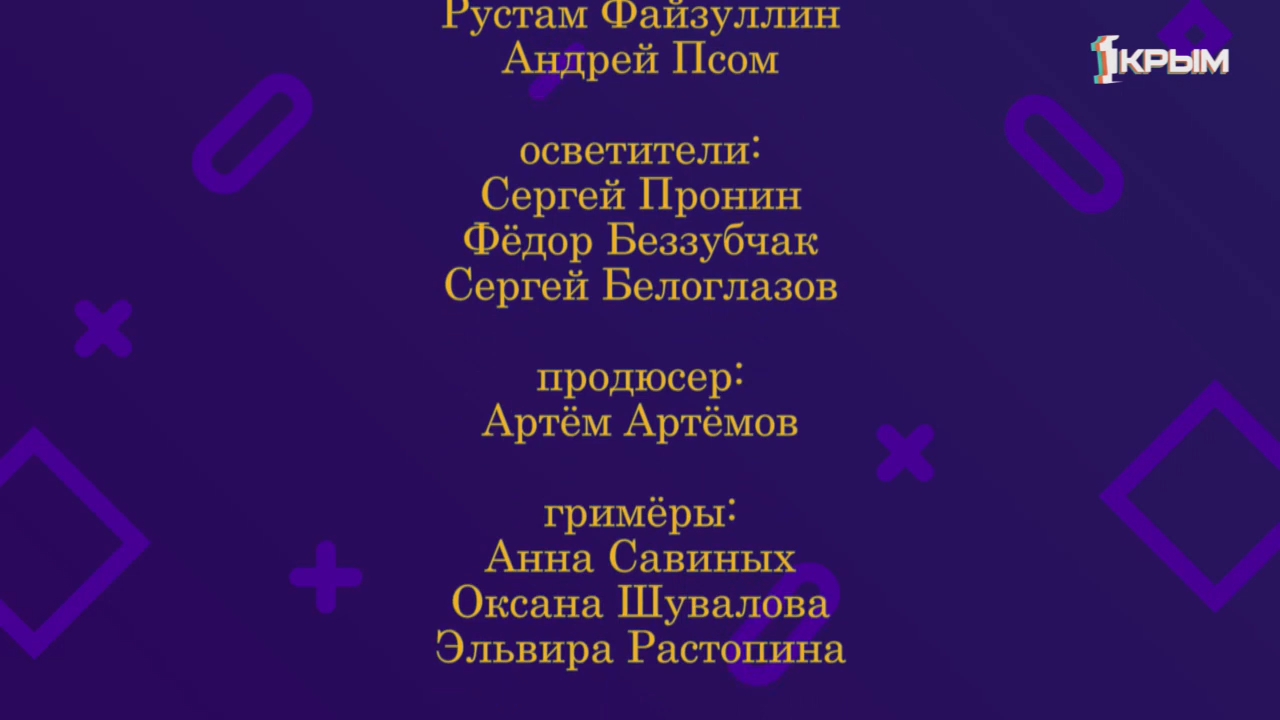 Рустам Файзуллин
Андрей Псом
1КРЫМ
осветители:
Сергей Пронин
Фёдор Беззубчак
Сергей Белоглазов
продюсер:
Артём Артёмов
гримёры:
Анна Савиных
Оксана Шувалова
Эльвира Растопина